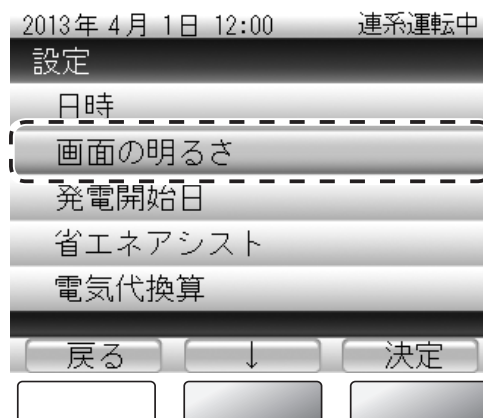 2013年 4月 1日 12:00 連系運転中
設定
日時
画面の明るさ
発電開始日
省エネアシスト
電気代換算
戻る ↓ 決定